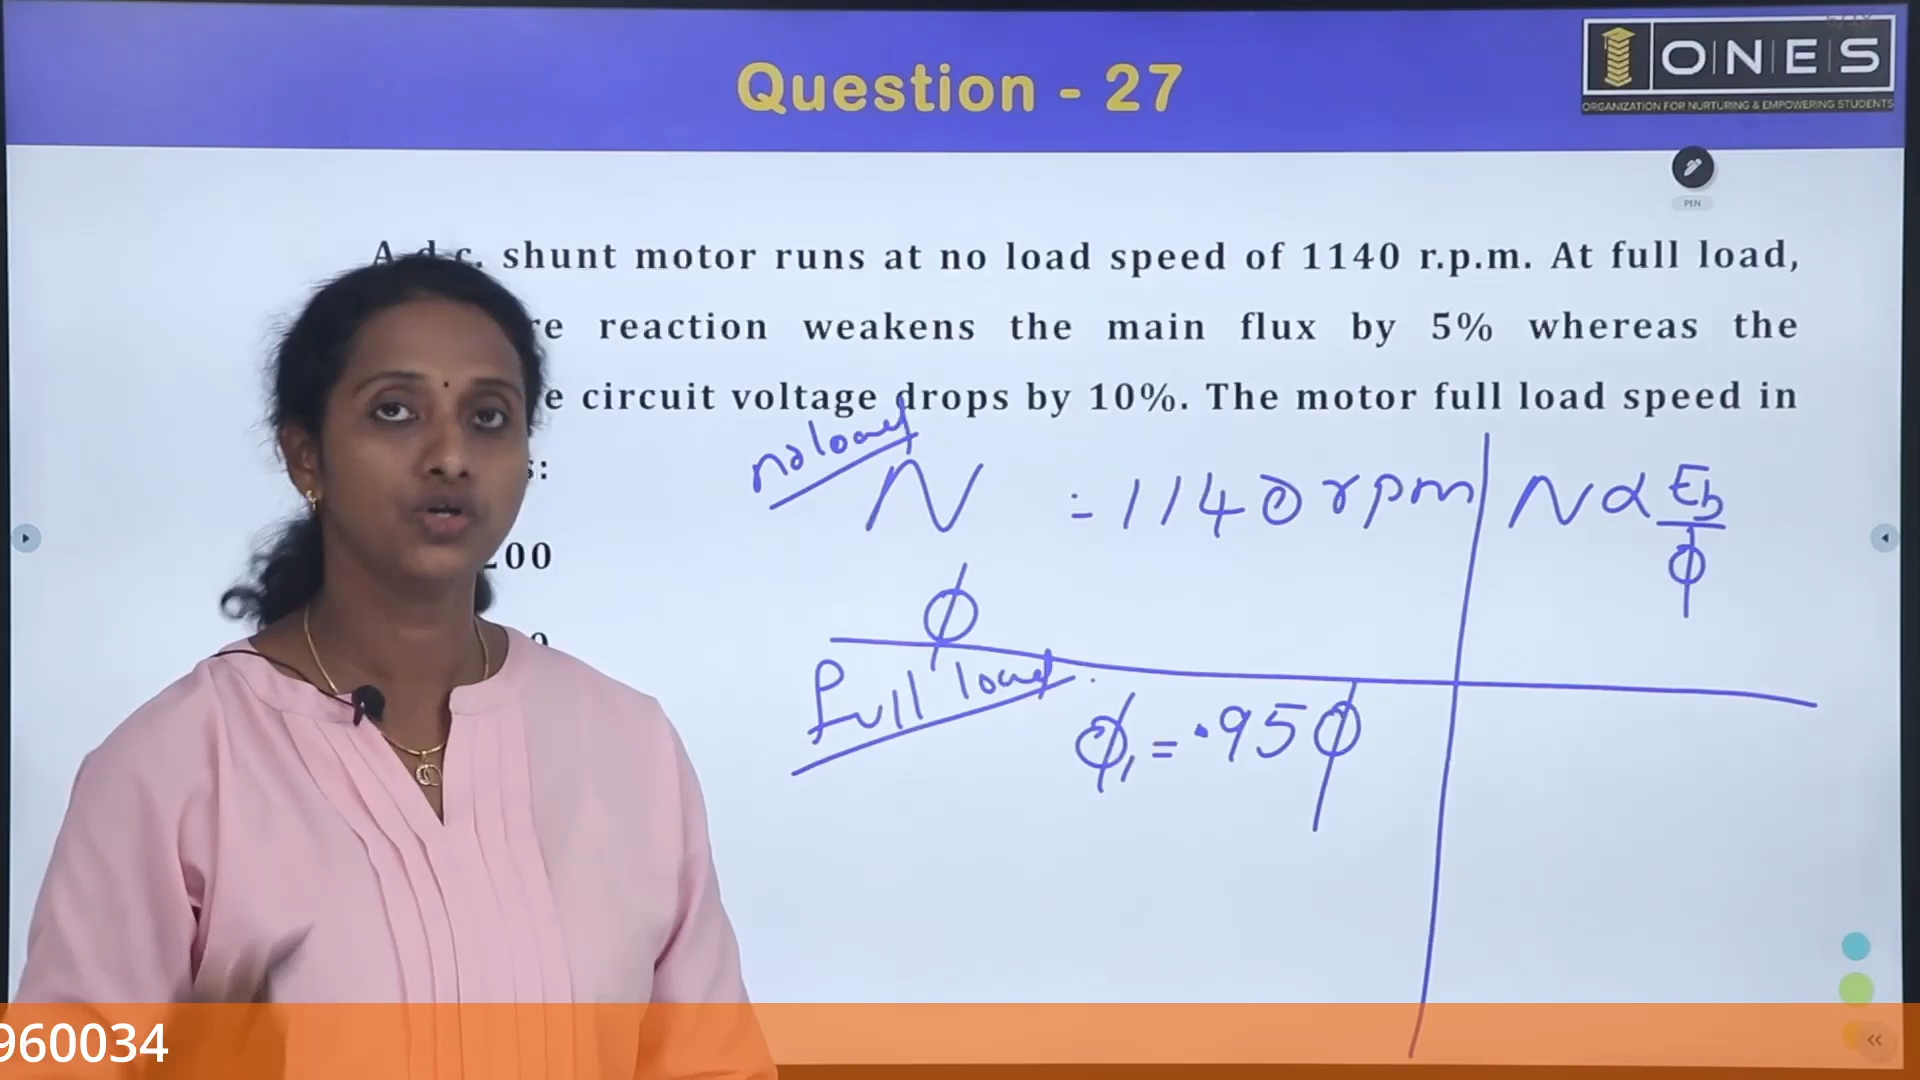 Question - 27
ONES
ORGANIZATION FOR NURTURING & EMPOWERING STUDENTS
PEN
A d.c. shunt motor runs at no load speed of 1140 r.p.m. At full load,
reaction weakens the main flux by 5% whereas the
circuit voltage drops by 10%. The motor full load speed in
no load
N = 1140 rpm
N α Eb
ϕ
00
ϕ
full load
ϕ1 = .95 ϕ
960034